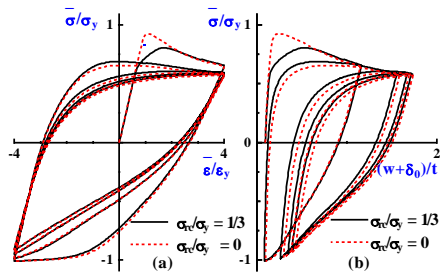 σ̅/σy
σ̅/σy
1
1
0
0
-4
4
ε̅/εy
2
(w+δ0)/t
σrc/σy = 1/3
σrc/σy = 0
σrc/σy = 1/3
σrc/σy = 0
-1
(a)
-1
(b)